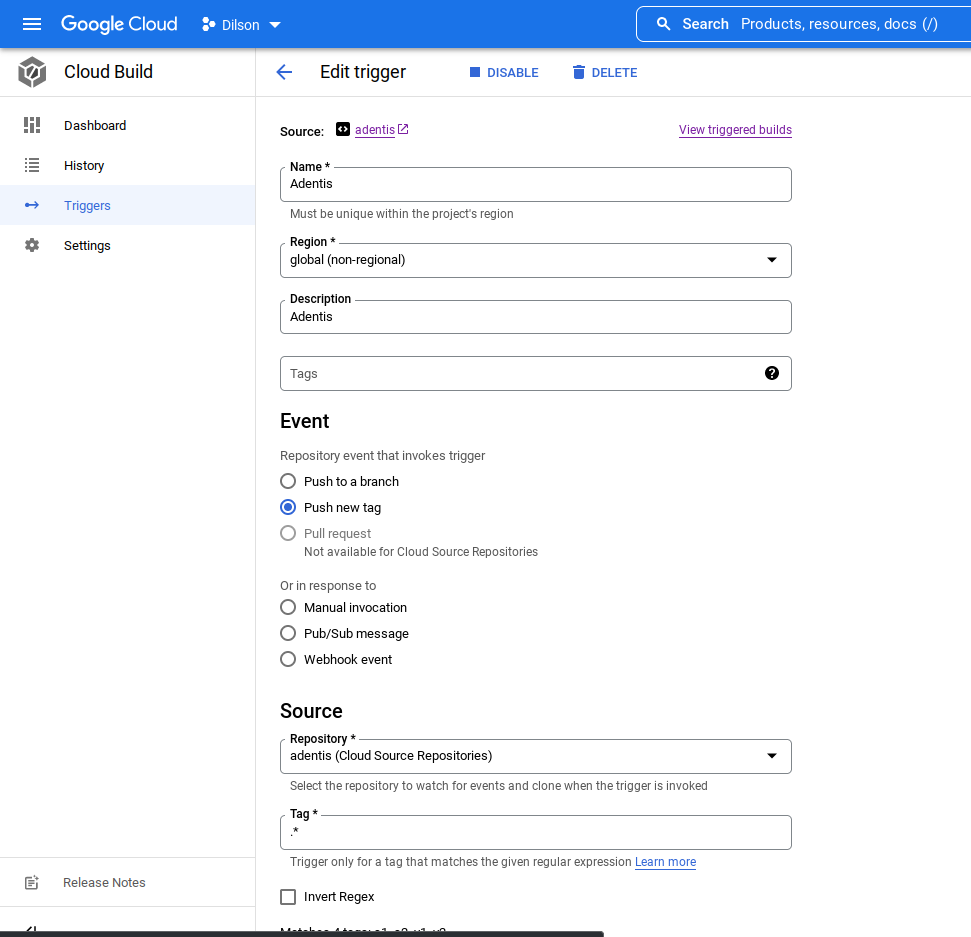 Google Cloud
Dilson
Search Products, resources, docs (/)
Cloud Build
Edit trigger
DISABLE
DELETE
Dashboard
History
Triggers
Settings
Release Notes
Source: adentis
View triggered builds
Name *
Adentis
Must be unique within the project's region
Region *
global (non-regional)
Description
Adentis
Tags
Event
Repository event that invokes trigger
Push to a branch
Push new tag
Pull request
Not available for Cloud Source Repositories
Or in response to
Manual invocation
Pub/Sub message
Webhook event
Source
Repository *
adentis (Cloud Source Repositories)
Select the repository to watch for events and clone when the trigger is invoked
Tag *
.*
Trigger only for a tag that matches the given regular expression Learn more
Invert Regex
Matches 4 tags: